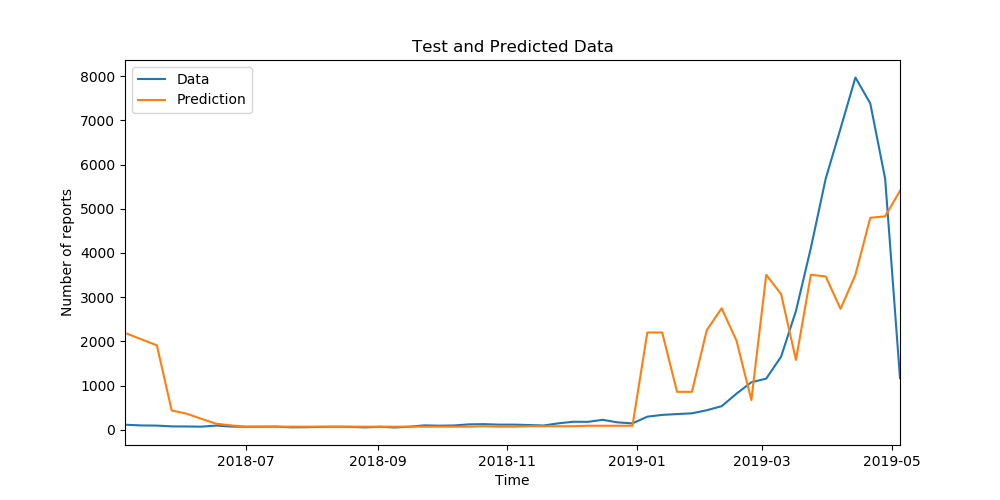 Test and Predicted Data
Data
Prediction
8000
7000
6000
5000
4000
3000
2000
1000
0
Number of reports
2018-07 2018-09 2018-11 2019-01 2019-03 2019-05
Time